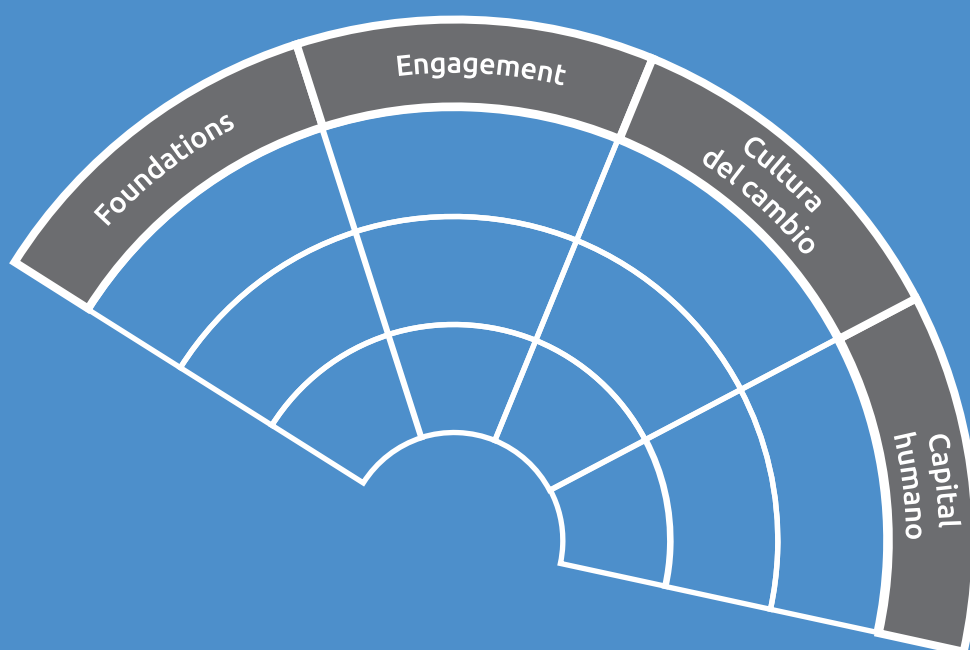 Foundations
Engagement
Cultura
del cambio
Capital
humano